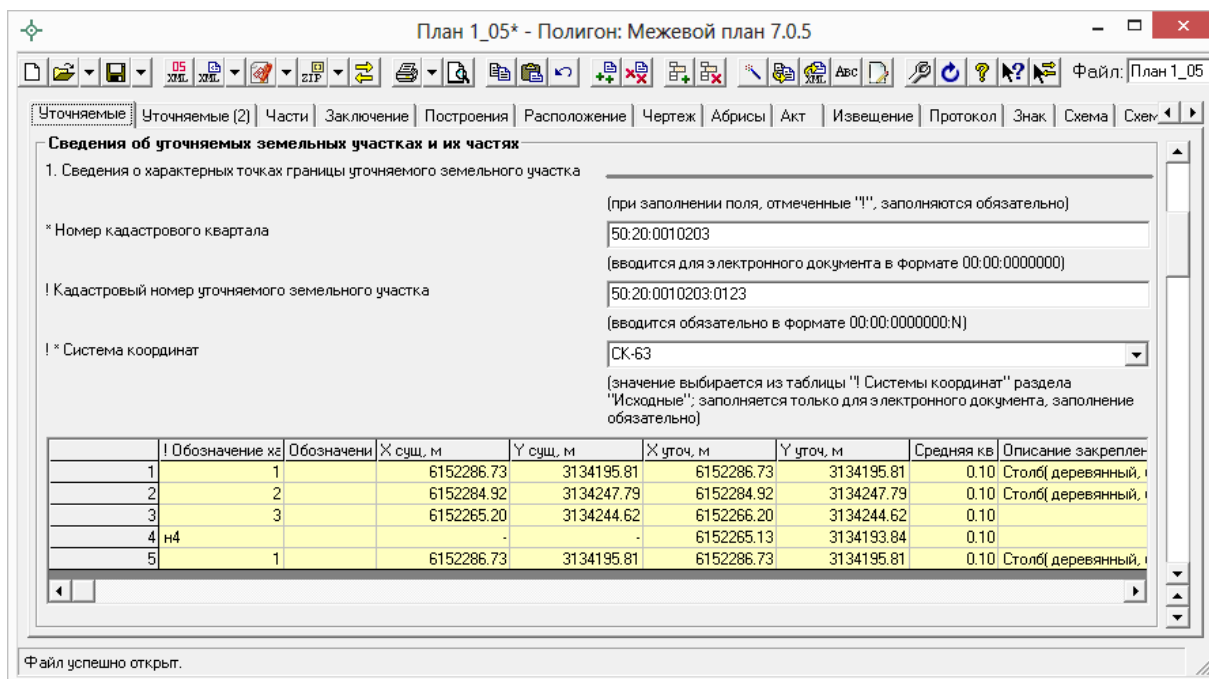 План 1_05* - Полигон: Межевой план 7.0.5
05 XML XML ZIP XML ABC Файл: План 1_05
Уточняемые Уточняемые (2) Части Заключение Построения Расположение Чертеж Абрисы Акт Извещение Протокол Знак Схема Схем
Сведения об уточняемых земельных участках и их частях
1. Сведения о характерных точках границы уточняемого земельного участка
(при заполнении поля, отмеченные "!", заполняются обязательно)
* Номер кадастрового квартала 50:20:0010203
(вводится для электронного документа в формате 00:00:0000000)
! Кадастровый номер уточняемого земельного участка 50:20:0010203:0123
(вводится обязательно в формате 00:00:0000000:N)
! * Система координат СК-63
(значение выбирается из таблицы "! Системы координат" раздела
"Исходные"; заполняется только для электронного документа, заполнение
обязательно)
! Обозначение ха Обозначени X сущ, м Y сущ, м X уточ, м Y уточ, м Средняя кв Описание закреплен
1 1 6152286.73 3134195.81 6152286.73 3134195.81 0.10 Столб( деревянный,
2 2 6152284.92 3134247.79 6152284.92 3134247.79 0.10 Столб( деревянный,
3 3 6152265.20 3134244.62 6152266.20 3134244.62 0.10
4 н4 - - 6152265.13 3134193.84 0.10
5 1 6152286.73 3134195.81 6152286.73 3134195.81 0.10 Столб( деревянный,
Файл успешно открыт.